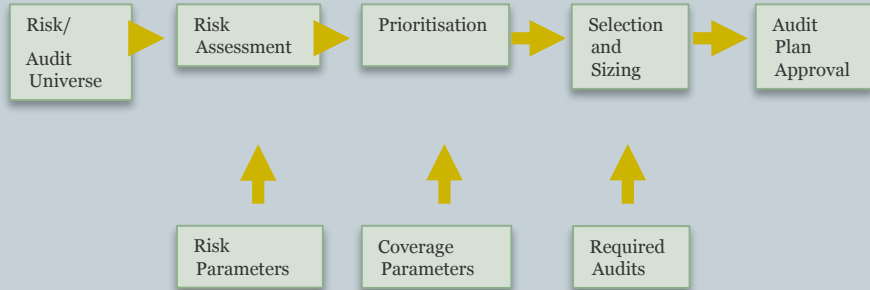 Risk/
Audit
Universe
Risk
Assessment
Prioritisation
Selection
and
Sizing
Audit
Plan
Approval
Risk
Parameters
Coverage
Parameters
Required
Audits